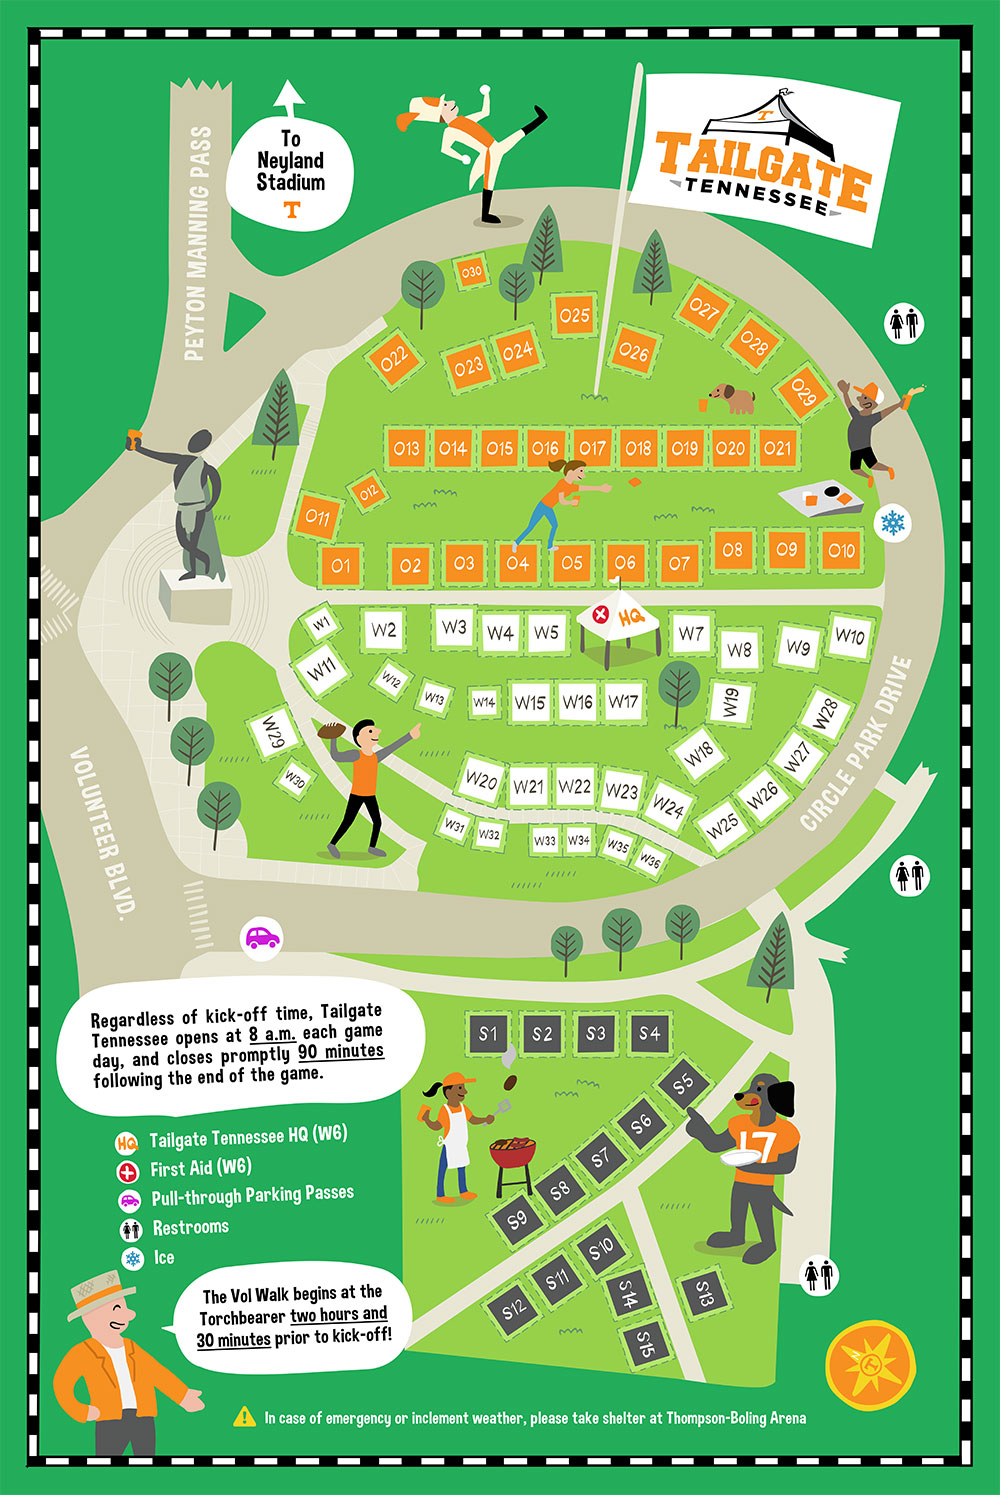 To
Neyland
Stadium
T
T
TAILGATE
TENNESSEE
PEYTON MANNING PASS
O30
O25
O27
O28
O22
O23
O24
O26
O29
O13
O14
O15
O16
O17
O18
O19
O20
O21
O12
O11
O1
O2
O3
O4
O5
O6
O7
O8
O9
O10
HQ
W1
W2
W3
W4
W5
W7
W8
W9
W10
W11
W12
W13
W14
W15
W16
W17
W19
W28
W29
W18
W27
W30
W20
W21
W22
W23
W24
W25
W26
W31
W32
W33
W34
W35
W36
CIRCLE PARK DRIVE
VOLUNTEER BLVD.
Regardless of kick-off time, Tailgate
Tennessee opens at 8 a.m. each game
day, and closes promptly 90 minutes
following the end of the game.
S1
S2
S3
S4
S5
S6
S7
S8
S9
S10
S11
S12
S14
S13
S15
17
HQ Tailgate Tennessee HQ (W6)
First Aid (W6)
Pull-through Parking Passes
Restrooms
Ice
The Vol Walk begins at the
Torchbearer two hours and
30 minutes prior to kick-off!
N
T
In case of emergency or inclement weather, please take shelter at Thompson-Boling Arena